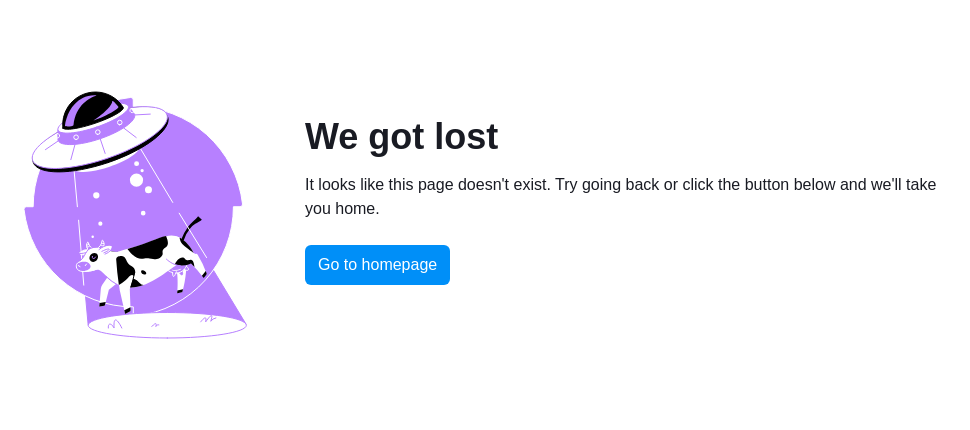 We got lost
It looks like this page doesn't exist. Try going back or click the button below and we'll take
you home.
Go to homepage